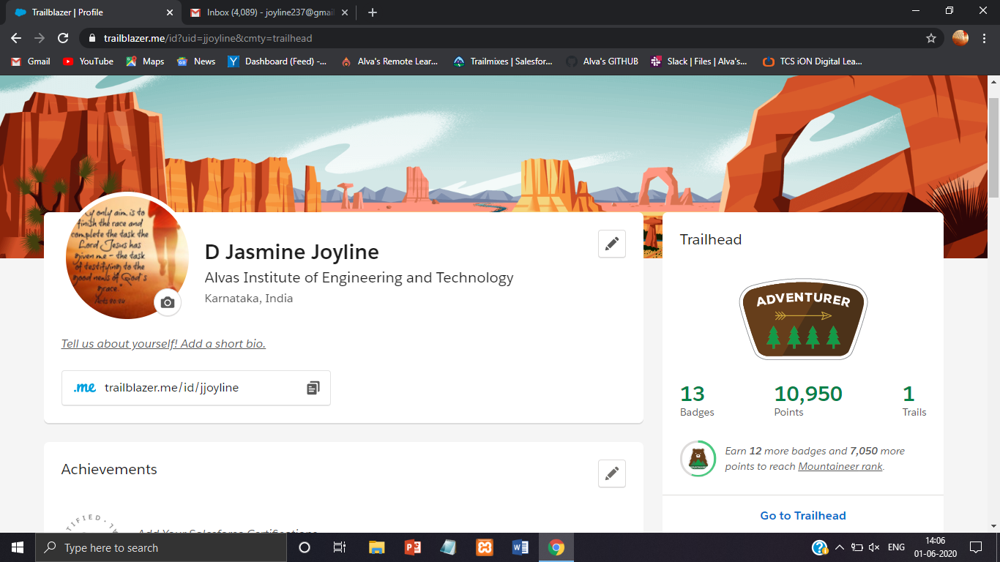 Trailblazer | Profile
Inbox (4,089) - joyline237@gmai
trailblazer.me/id?uid=jjoyline&cmty=trailhead
Gmail YouTube Maps News Dashboard (Feed) -... Alva's Remote Lear... Trailmixes | Salesfor... Alva's GITHUB Slack | Files | Alva's... TCS iON Digital Lea...
y only aim is to
finish the race and
complete the task the
Lord Jesus has
given me - the task
of testifying to the
good news of God's
grace."
D Jasmine Joyline
Alvas Institute of Engineering and Technology
Karnataka, India
Tell us about yourself! Add a short bio.
.me trailblazer.me/id/jjoyline
Achievements
TIFIED
Add Your Salesforce Certifications
Trailhead
ADVENTURER
13 10,950 1
Badges Points Trails
Earn 12 more badges and 7,050 more
points to reach Mountaineer rank.
Go to Trailhead
Type here to search
ENG
14:06
01-06-2020